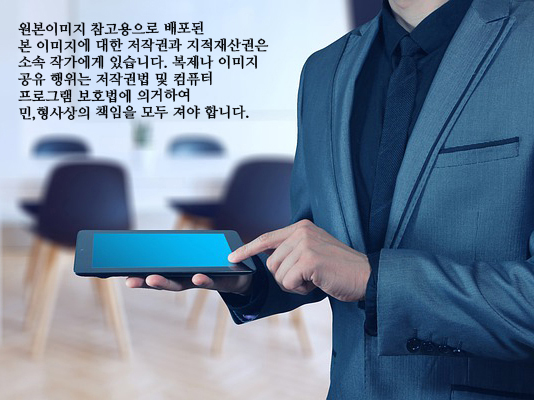 원본이미지 참고용으로 배포된
본 이미지에 대한 저작권과 지적재산권은
소속 작가에게 있습니다. 복제나 이미지
공유 행위는 저작권법 및 컴퓨터
프로그램 보호법에 의거하여
민,형사상의 책임을 모두 져야 합니다.